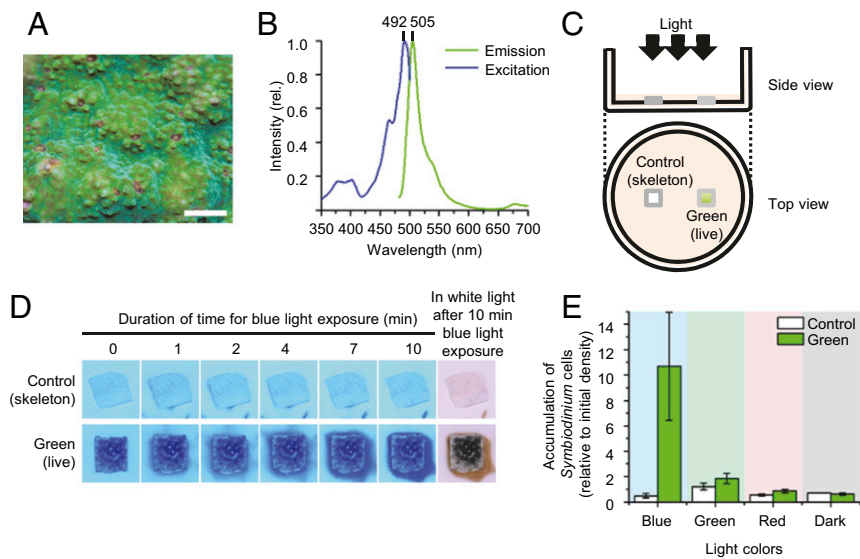 A
B
492 505
1.0
0.8
0.6
0.4
0.2
Intensity (rel.)
Emission
Excitation
350 400 450 500 550 600 650 700
Wavelength (nm)
C
Light
Side view
Control
(skeleton)
Green
(live)
Top view
D
Duration of time for blue light exposure (min)
In white light
after 10 min
blue light
exposure
0 1 2 4 7 10
Control
(skeleton)
Green
(live)
E
Accumulation of
Symbiodinium cells
(relative to initial density)
14
12
10
8
6
4
2
0
Control
Green
Blue Green Red Dark
Light colors